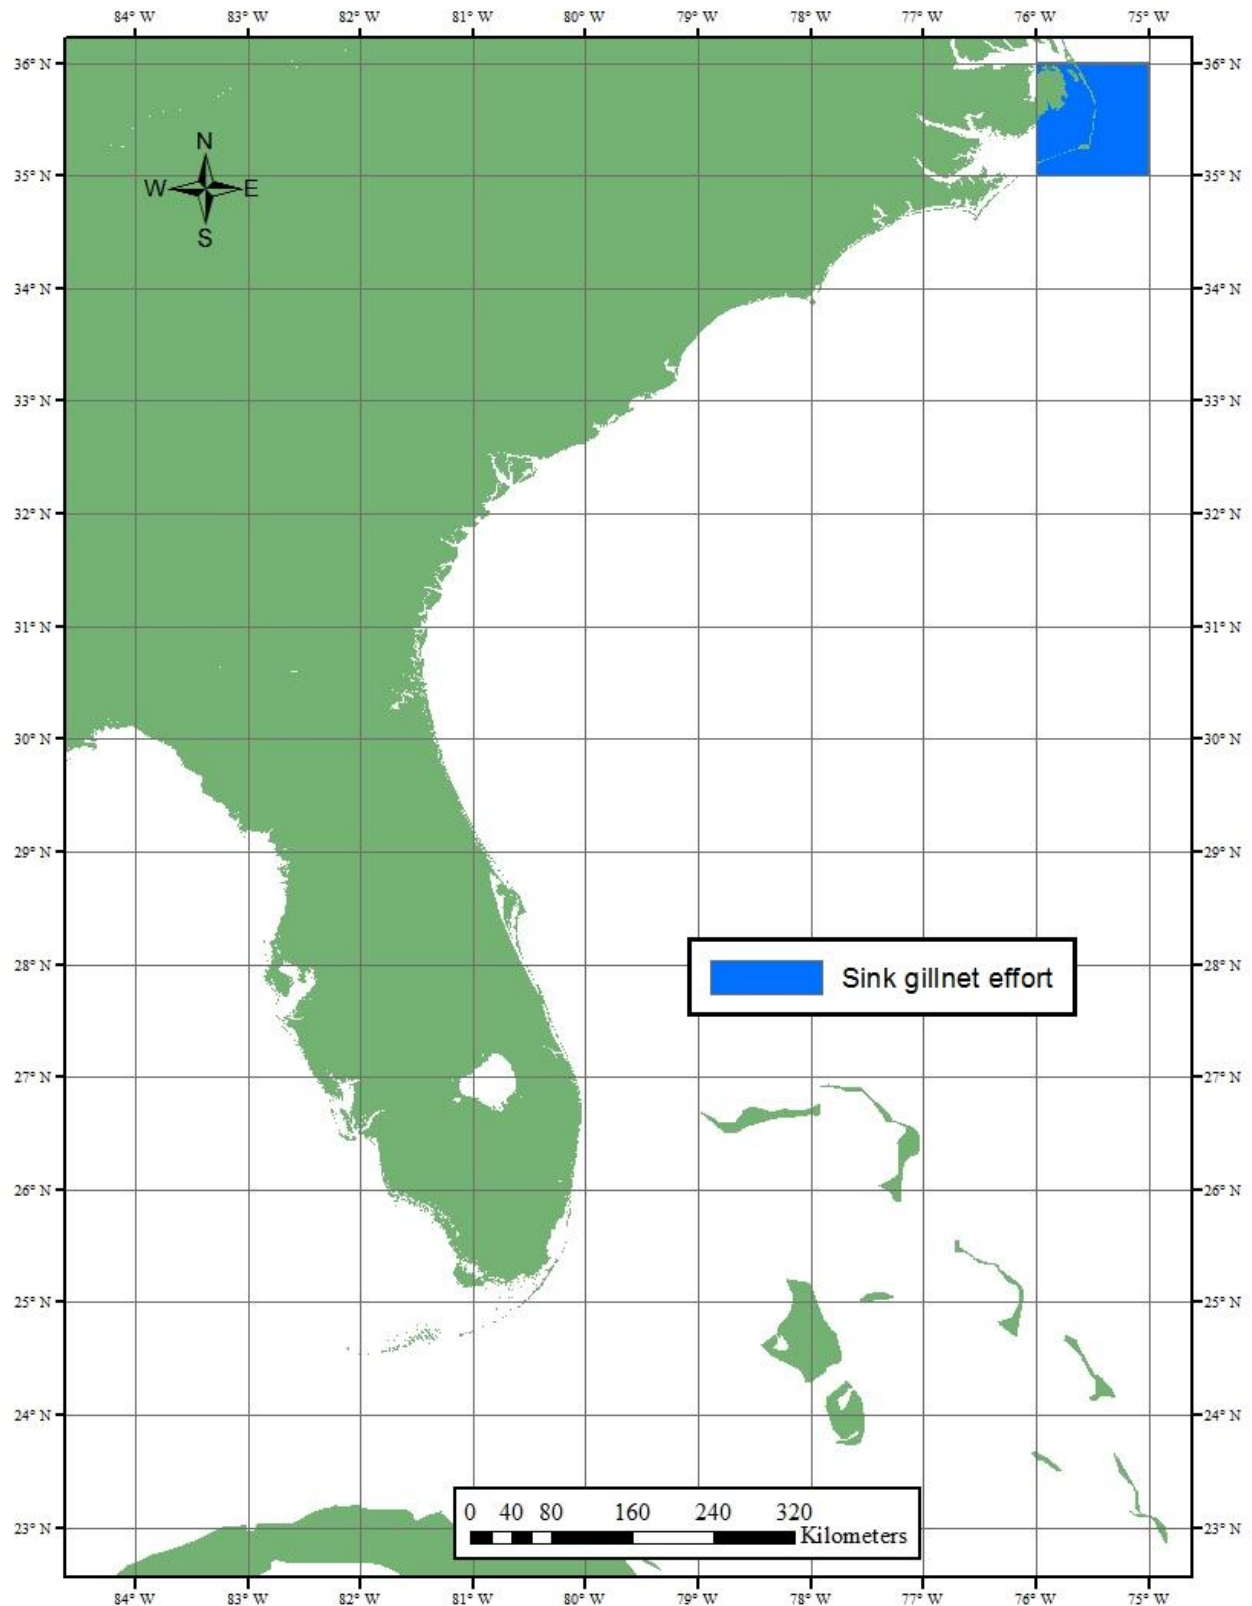 84° W 83° W 82° W 81° W 80° W 79° W 78° W 77° W 76° W 75° W
36° N 36° N
N
W E
S
35° N 35° N
34° N 34° N
33° N 33° N
32° N 32° N
31° N 31° N
30° N 30° N
29° N 29° N
28° N Sink gillnet effort 28° N
27° N 27° N
26° N 26° N
25° N 25° N
24° N 24° N
0 40 80 160 240 320
23° N Kilometers 23° N
84° W 83° W 82° W 81° W 80° W 79° W 78° W 77° W 76° W 75° W